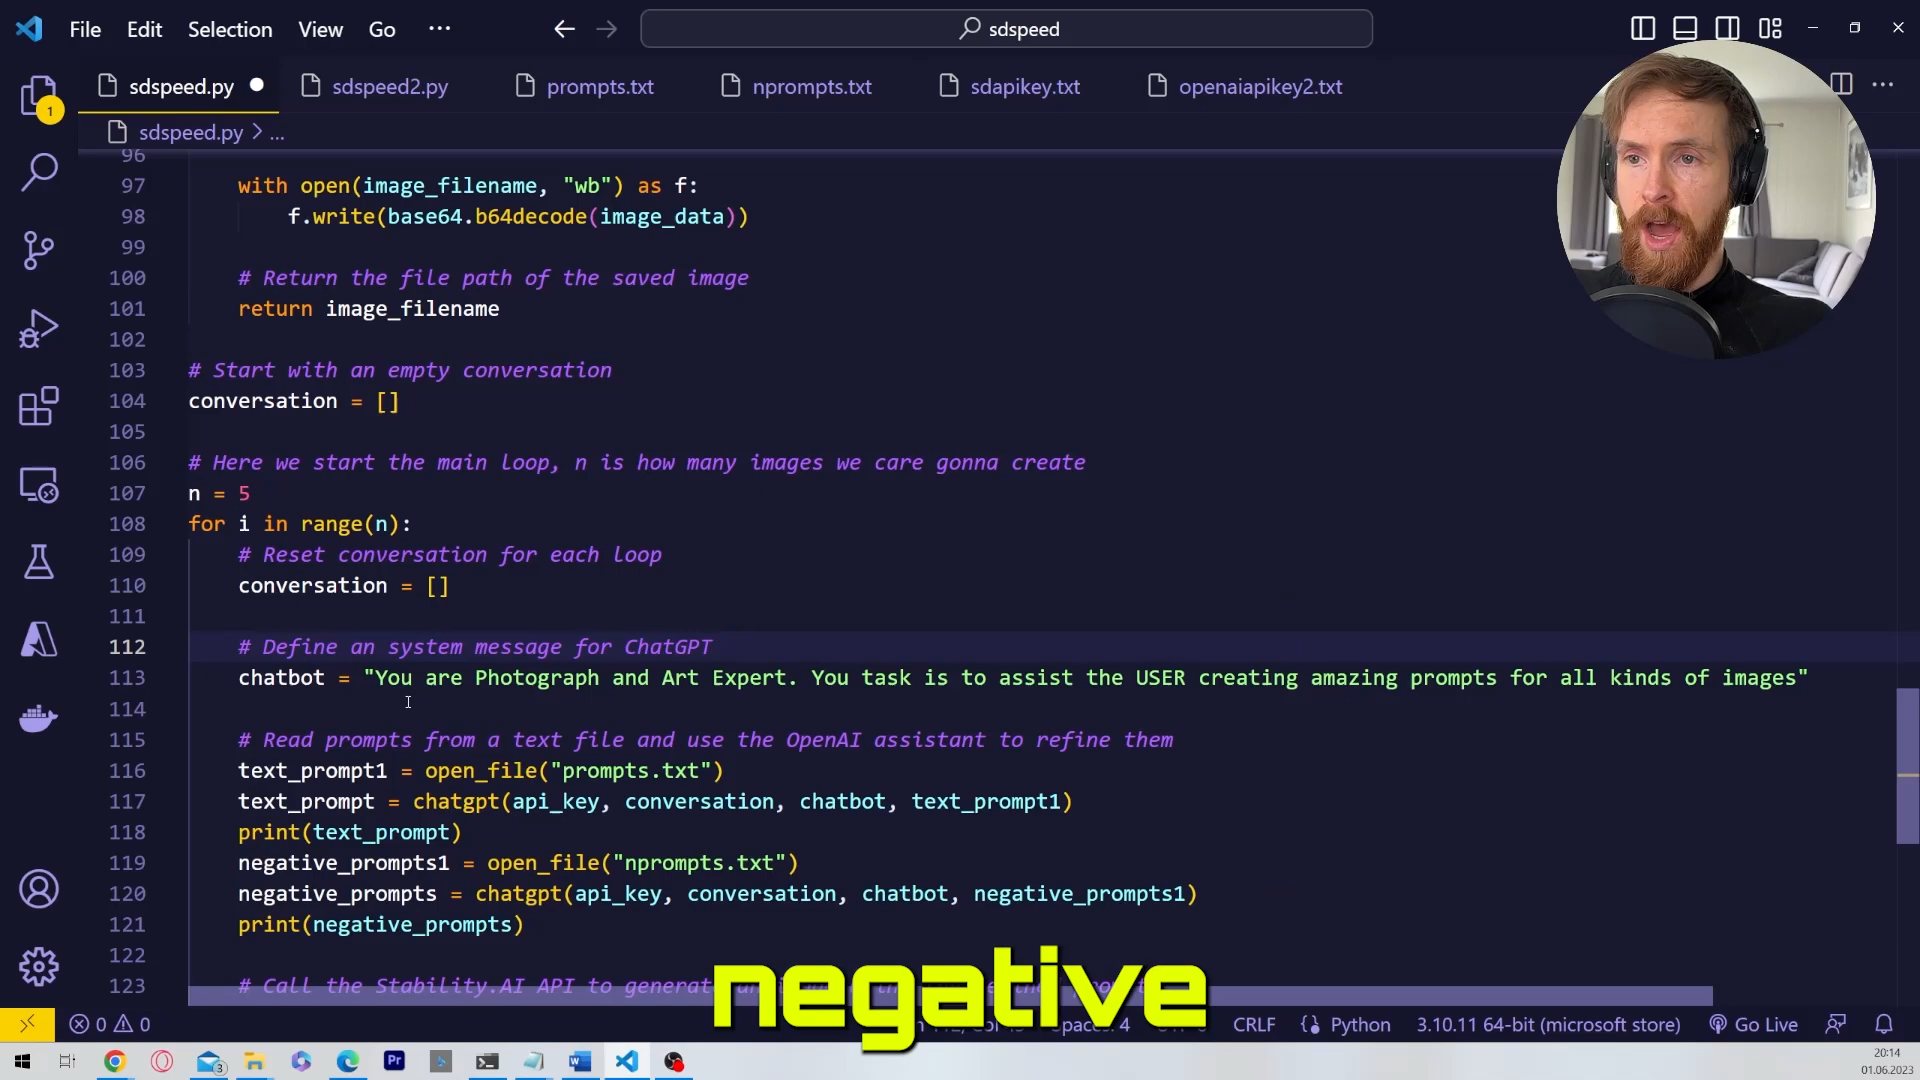 File Edit Selection View Go ... sdspeed
sdspeed.py sdspeed2.py prompts.txt nprompts.txt sdapikey.txt openaiapikey2.txt
1
sdspeed.py > ...
96
97 with open(image_filename, "wb") as f:
98 f.write(base64.b64decode(image_data))
99
100 # Return the file path of the saved image
101 return image_filename
102
103 # Start with an empty conversation
104 conversation = []
105
106 # Here we start the main loop, n is how many images we care gonna create
107 n = 5
108 for i in range(n):
109 # Reset conversation for each loop
110 conversation = []
111
112 # Define an system message for ChatGPT
113 chatbot = "You are Photograph and Art Expert. You task is to assist the USER creating amazing prompts for all kinds of images"
114
115 # Read prompts from a text file and use the OpenAI assistant to refine them
116 text_prompt1 = open_file("prompts.txt")
117 text_prompt = chatgpt(api_key, conversation, chatbot, text_prompt1)
118 print(text_prompt)
119 negative_prompts1 = open_file("nprompts.txt")
120 negative_prompts = chatgpt(api_key, conversation, chatbot, negative_prompts1)
121 print(negative_prompts)
122
123 # Call the Stability.AI API to generate
negative
0 0 Spaces: 4 CRLF {} Python 3.10.11 64-bit (microsoft store) Go Live
3 Pr
20:14
01.06.2023